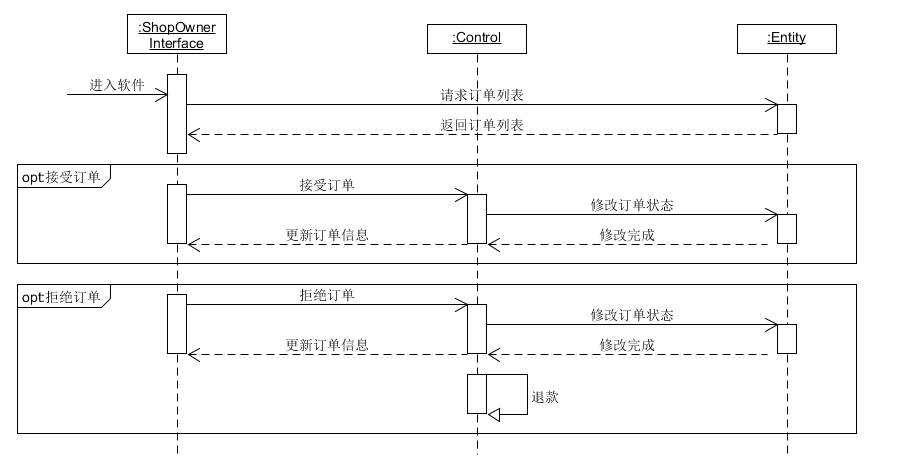 :ShopOwner
Interface
:Control
:Entity
进入软件
请求订单列表
返回订单列表
opt:接受订单
接受订单
修改订单状态
更新订单信息
修改完成
opt:拒绝订单
拒绝订单
修改订单状态
更新订单信息
修改完成
退款